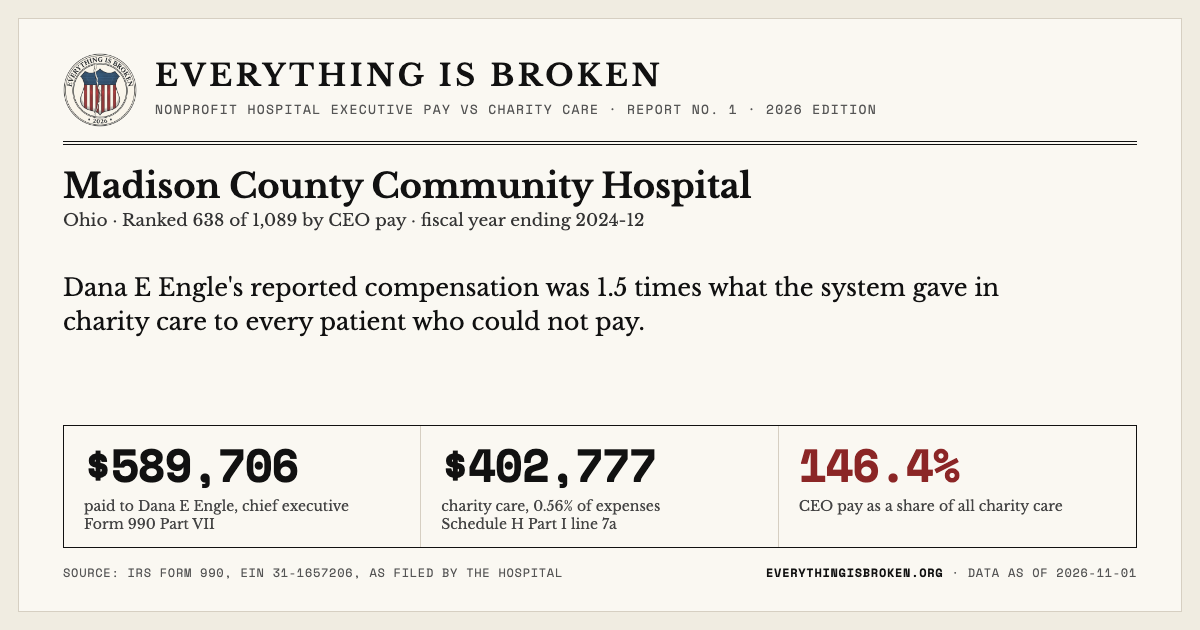 EVERYTHING IS BROKEN
2026
EVERYTHING IS BROKEN
NONPROFIT HOSPITAL EXECUTIVE PAY VS CHARITY CARE · REPORT NO. 1 · 2026 EDITION
Madison County Community Hospital
Ohio · Ranked 638 of 1,089 by CEO pay · fiscal year ending 2024-12
Dana E Engle's reported compensation was 1.5 times what the system gave in
charity care to every patient who could not pay.
$589,706
paid to Dana E Engle, chief executive
Form 990 Part VII
$402,777
charity care, 0.56% of expenses
Schedule H Part I line 7a
146.4%
CEO pay as a share of all charity care
SOURCE: IRS FORM 990, EIN 31-1657206, AS FILED BY THE HOSPITAL
EVERYTHINGISBROKEN.ORG · DATA AS OF 2026-11-01